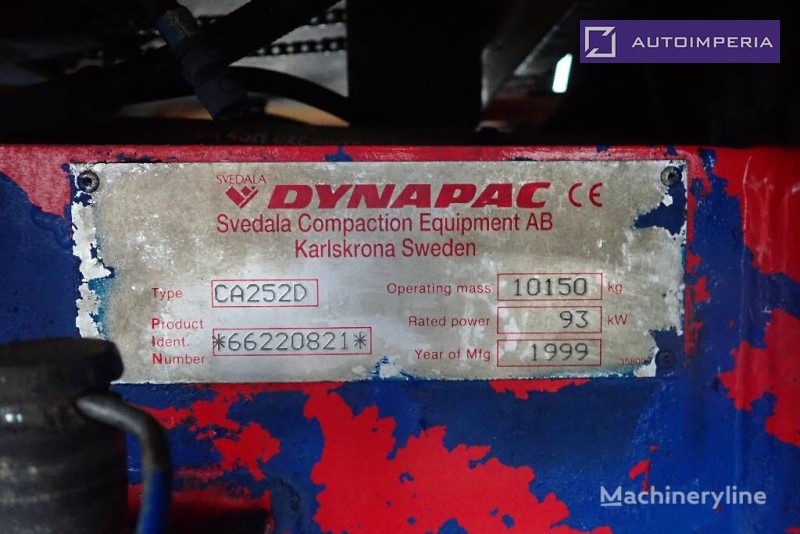 AUTOIMPERIA
SVEDALA
DYNAPAC CE
Svedala Compaction Equipment AB
Karlskrona Sweden
Type CA252D
Operating mass 10150 kg
Product
Ident. *66220821*
Number
Rated power 93 kW
Year of Mfg 1999
Machineryline